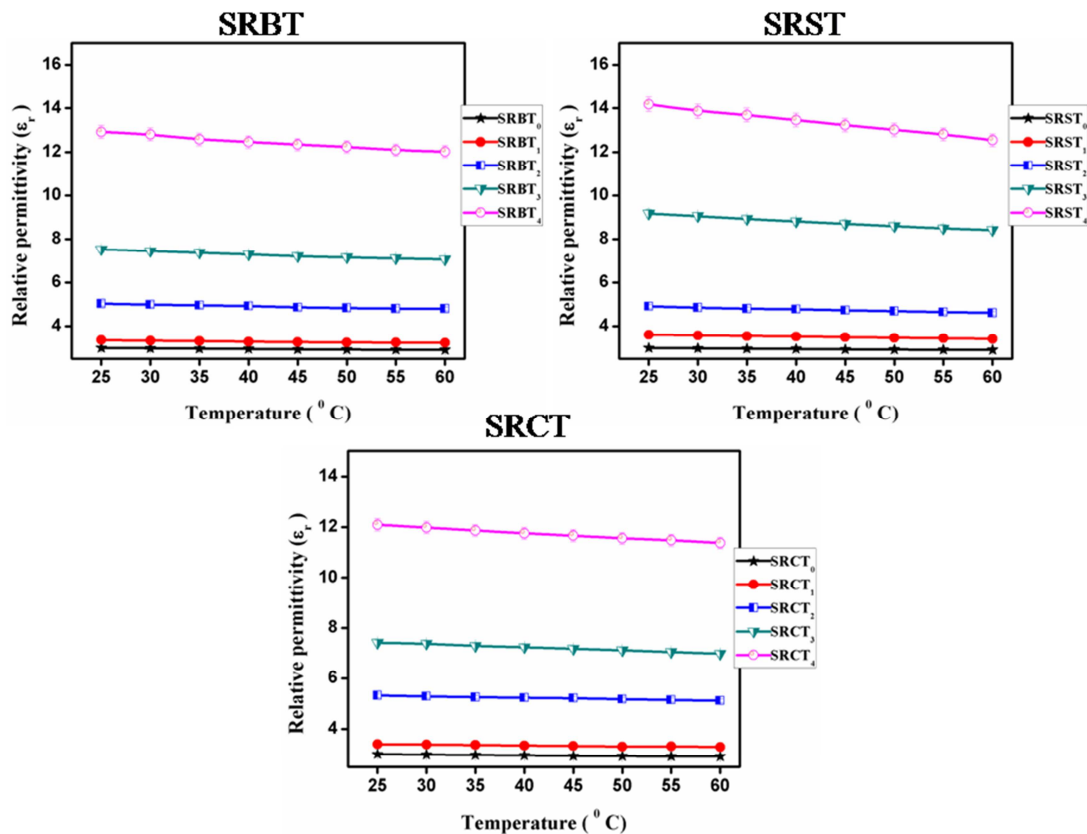 SRBT
16
14
12
10
8
6
4
25 30 35 40 45 50 55 60
Relative permittivity (εr)
Temperature (⁰ C)
SRBT₀
SRBT₁
SRBT₂
SRBT₃
SRBT₄
SRST
16
14
12
10
8
6
4
25 30 35 40 45 50 55 60
Relative permittivity (εr)
Temperature (⁰ C)
SRST₀
SRST₁
SRST₂
SRST₃
SRST₄
SRCT
14
12
10
8
6
4
25 30 35 40 45 50 55 60
Relative permittivity (εr)
Temperature (⁰ C)
SRCT₀
SRCT₁
SRCT₂
SRCT₃
SRCT₄